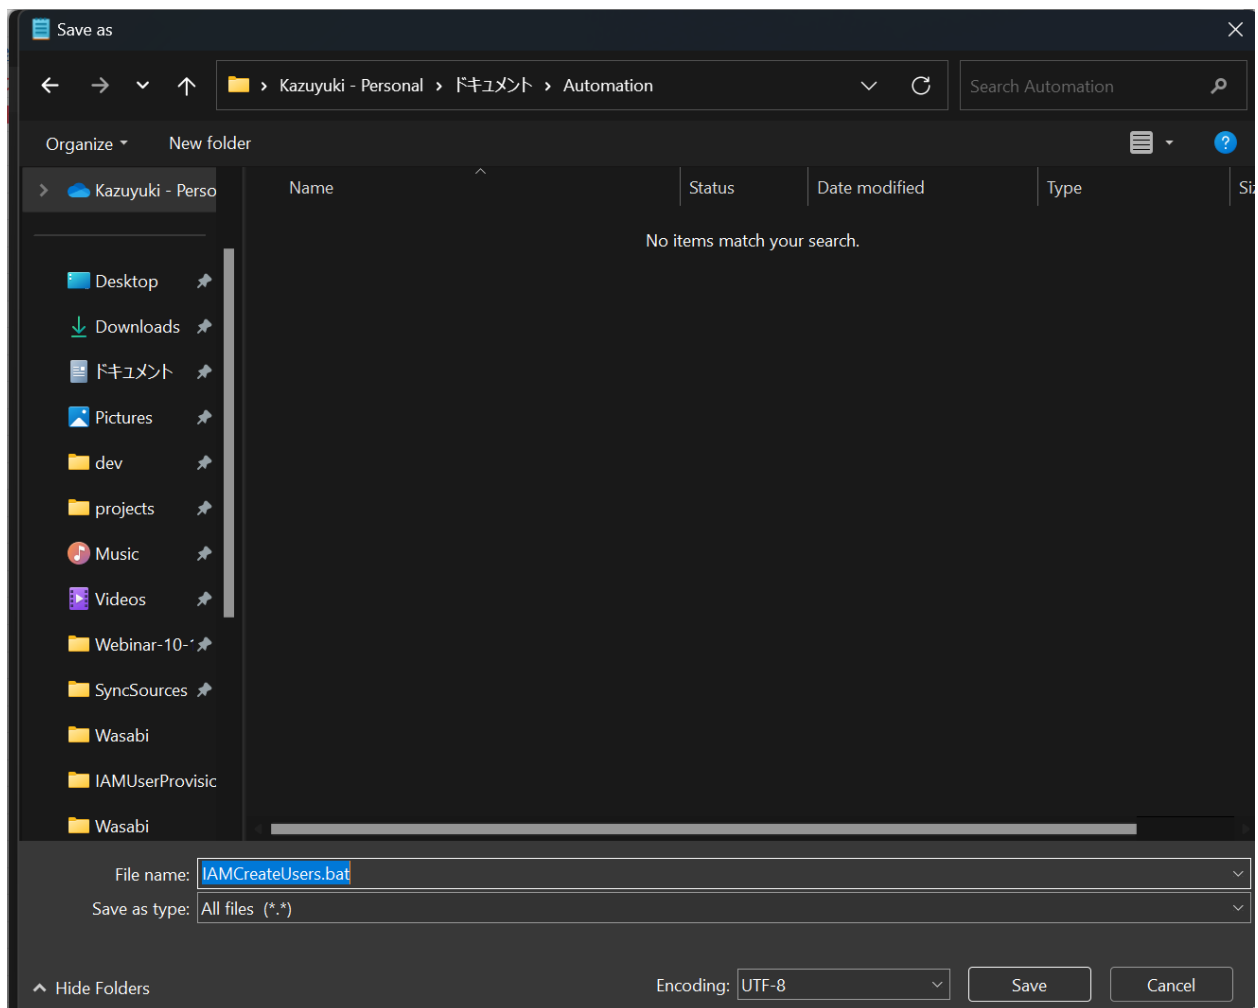 Save as
Kazuyuki - Personal > ドキュメント > Automation
Search Automation
Organize
New folder
Kazuyuki - Perso
Name
Status
Date modified
Type
Siz
No items match your search.
Desktop
Downloads
ドキュメント
Pictures
dev
projects
Music
Videos
Webinar-10-
SyncSources
Wasabi
IAMUserProvisic
Wasabi
File name: IAMCreateUsers.bat
Save as type: All files (*.*)
Hide Folders
Encoding: UTF-8
Save
Cancel